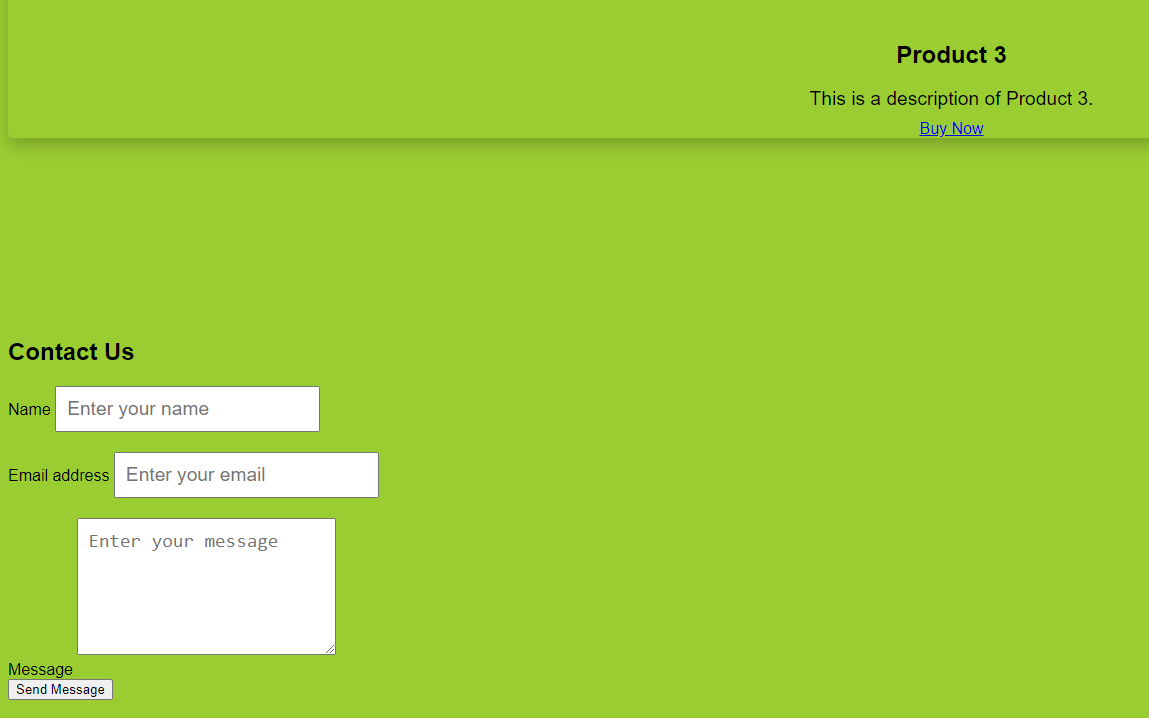 Product 3
This is a description of Product 3.
Buy Now
Contact Us
Name Enter your name
Email address Enter your email
Enter your message
Message
Send Message